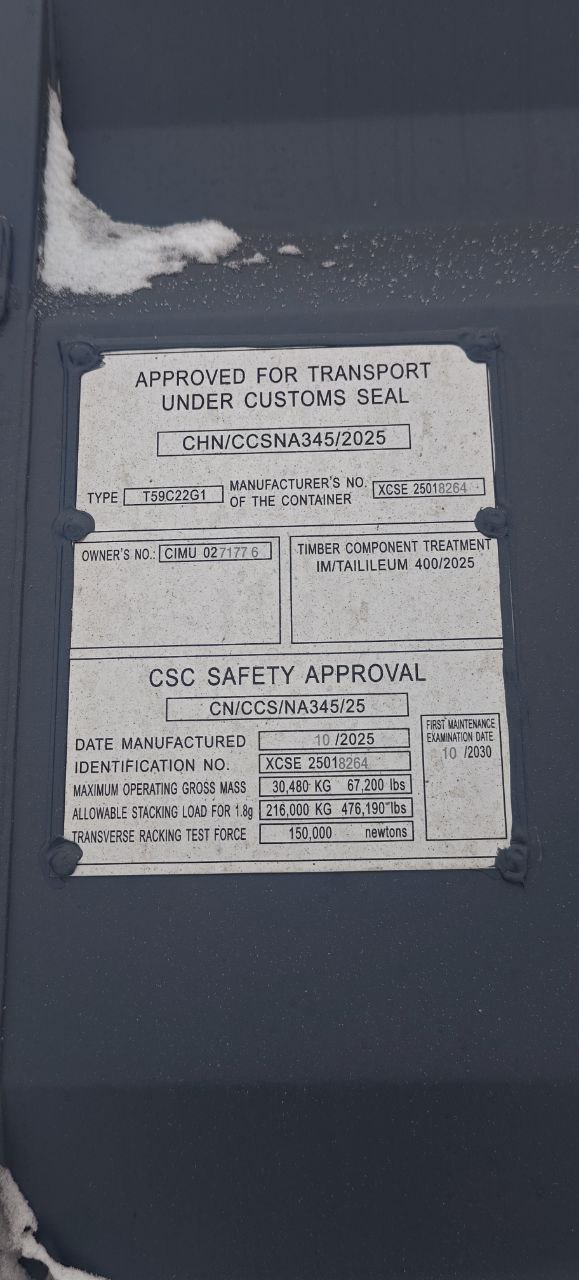 APPROVED FOR TRANSPORT
UNDER CUSTOMS SEAL
CHN/CCSNA345/2025
TYPE T59C22G1 MANUFACTURER'S NO. OF THE CONTAINER XCSE 25018264
OWNER'S NO.: CIMU 027177 6
TIMBER COMPONENT TREATMENT
IM/TAILILEUM 400/2025
CSC SAFETY APPROVAL
CN/CCS/NA345/25
DATE MANUFACTURED 10 /2025
IDENTIFICATION NO. XCSE 25018264
MAXIMUM OPERATING GROSS MASS 30,480 KG 67,200 lbs
ALLOWABLE STACKING LOAD FOR 1.8g 216,000 KG 476,190 lbs
TRANSVERSE RACKING TEST FORCE 150,000 newtons
FIRST MAINTENANCE
EXAMINATION DATE
10 /2030